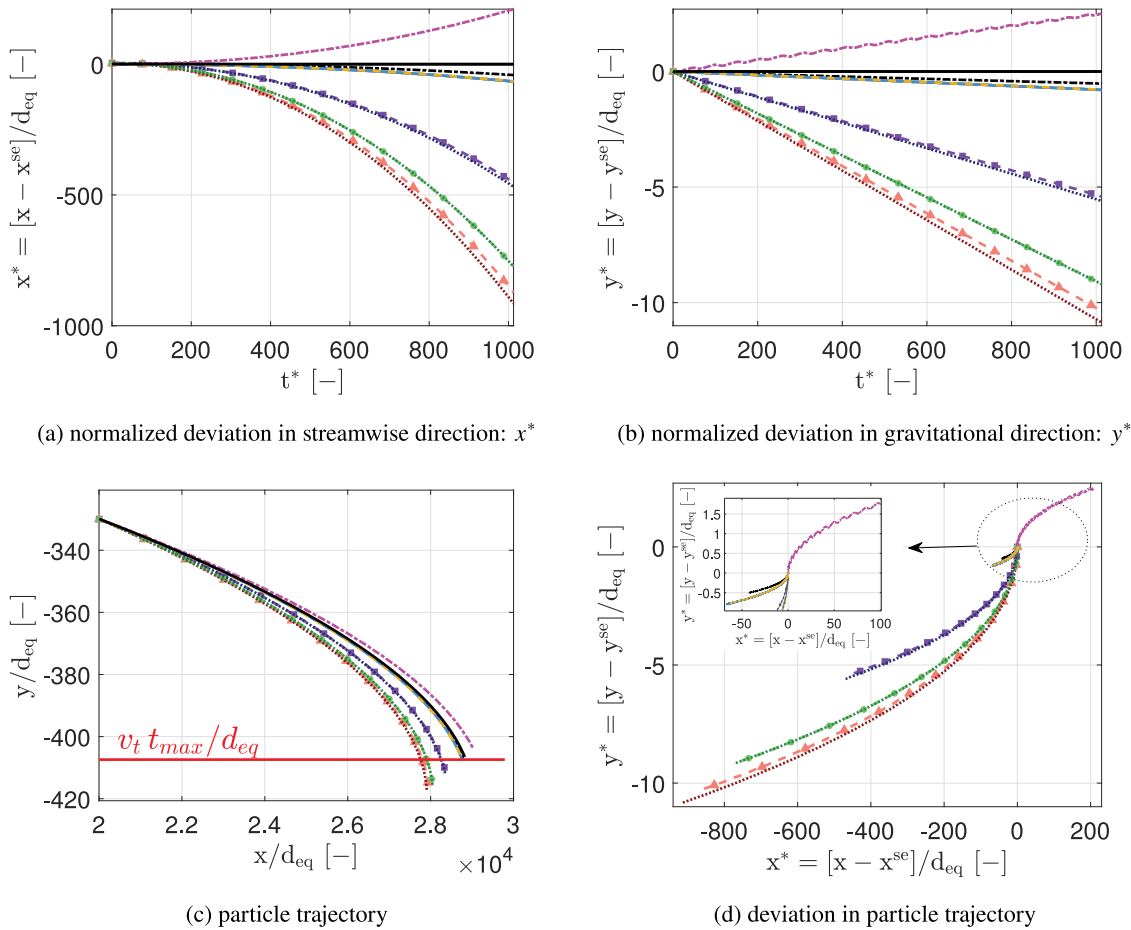 0
-500
-1000
x* = [x − x^se]/d_eq [−]
0 200 400 600 800 1000
t* [−]
(a) normalized deviation in streamwise direction: x*
0
-5
-10
y* = [y − y^se]/d_eq [−]
0 200 400 600 800 1000
t* [−]
(b) normalized deviation in gravitational direction: y*
-340
-360
-380
-400
-420
y/d_eq [−]
v_t t_max/d_eq
2 2.2 2.4 2.6 2.8 3
x/d_eq [−]
×10^4
(c) particle trajectory
0
-5
-10
y* = [y − y^se]/d_eq [−]
1.5
1
0.5
0
-0.5
y* = [y − y^se]/d_eq [−]
-50 0 50 100
x* = [x − x^se]/d_eq [−]
-800 -600 -400 -200 0 200
x* = [x − x^se]/d_eq [−]
(d) deviation in particle trajectory